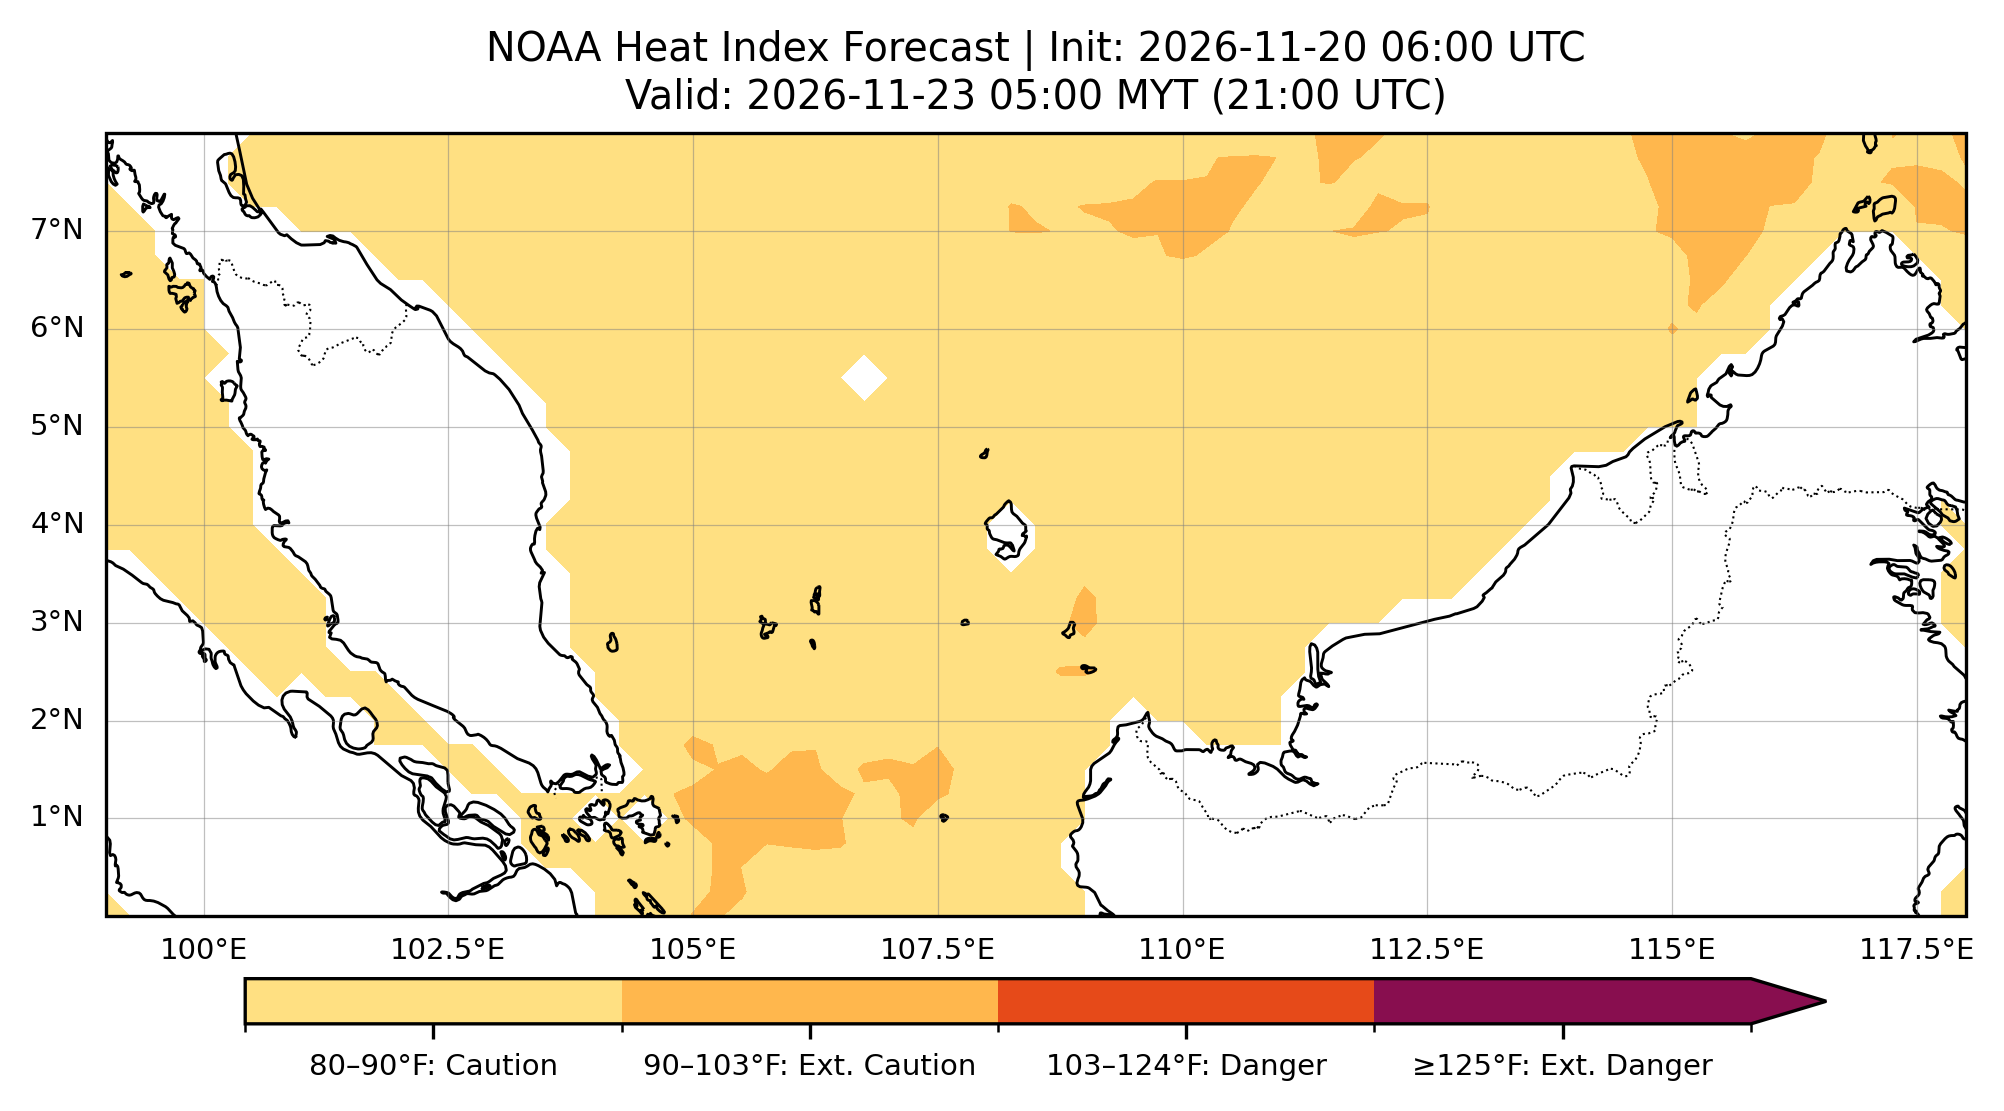 NOAA Heat Index Forecast | Init: 2026-11-20 06:00 UTC
Valid: 2026-11-23 05:00 MYT (21:00 UTC)
7°N
6°N
5°N
4°N
3°N
2°N
1°N
100°E 102.5°E 105°E 107.5°E 110°E 112.5°E 115°E 117.5°E
80–90°F: Caution 90–103°F: Ext. Caution 103–124°F: Danger ≥125°F: Ext. Danger